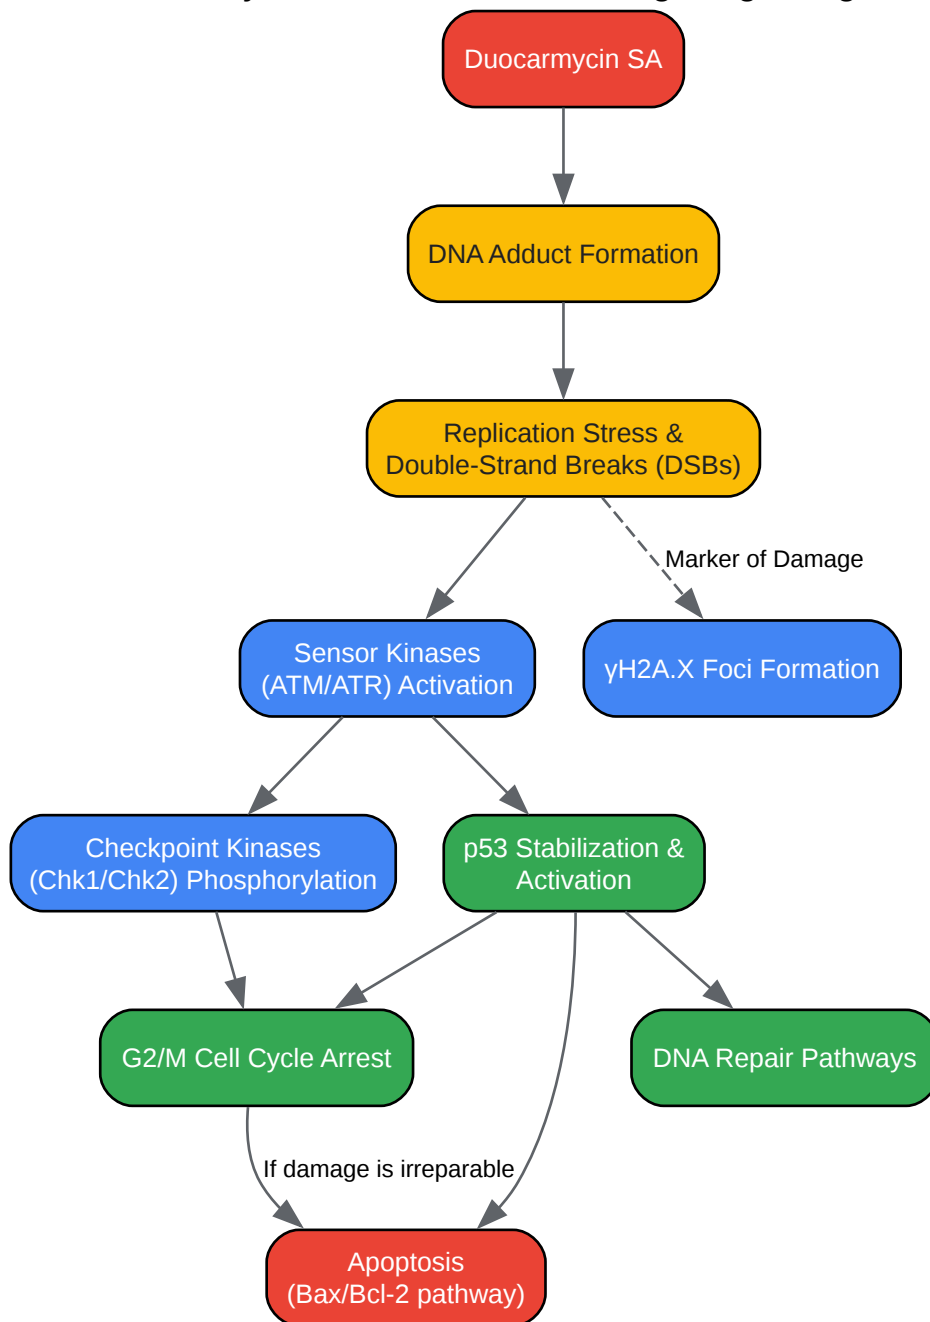 Duocarmycin SA
DNA Adduct Formation
Replication Stress &
Double-Strand Breaks (DSBs)
Marker of Damage
Sensor Kinases
(ATM/ATR) Activation
γH2A.X Foci Formation
Checkpoint Kinases
(Chk1/Chk2) Phosphorylation
p53 Stabilization &
Activation
G2/M Cell Cycle Arrest
DNA Repair Pathways
If damage is irreparable
Apoptosis
(Bax/Bcl-2 pathway)